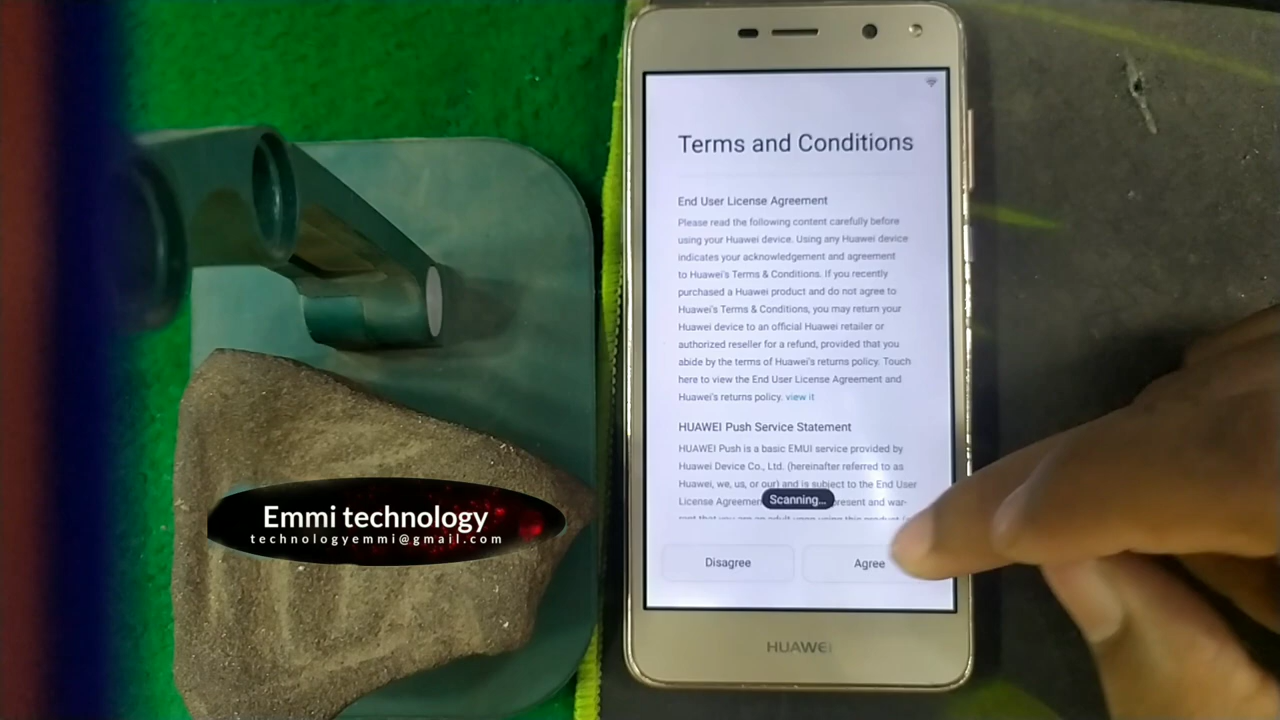 Terms and Conditions
End User License Agreement
Please read the following content carefully before
using your Huawei device. Using any Huawei device
indicates your acknowledgement and agreement
to Huawei's Terms & Conditions. If you recently
purchased a Huawei product and do not agree to
Huawei's Terms & Conditions, you may return your
Huawei device to an official Huawei retailer or
authorized reseller for a refund, provided that you
abide by the terms of Huawei's returns policy. Touch
here to view the End User License Agreement and
Huawei's returns policy. view it
HUAWEI Push Service Statement
HUAWEI Push is a basic EMUI service provided by
Huawei Device Co., Ltd. (hereinafter referred to as
Huawei, we, us, or our) and is subject to the End User
License Agreemen present and war-
Scanning...
Disagree
Agree
HUAWEI
Emmi technology
technologyemmi@gmail.com